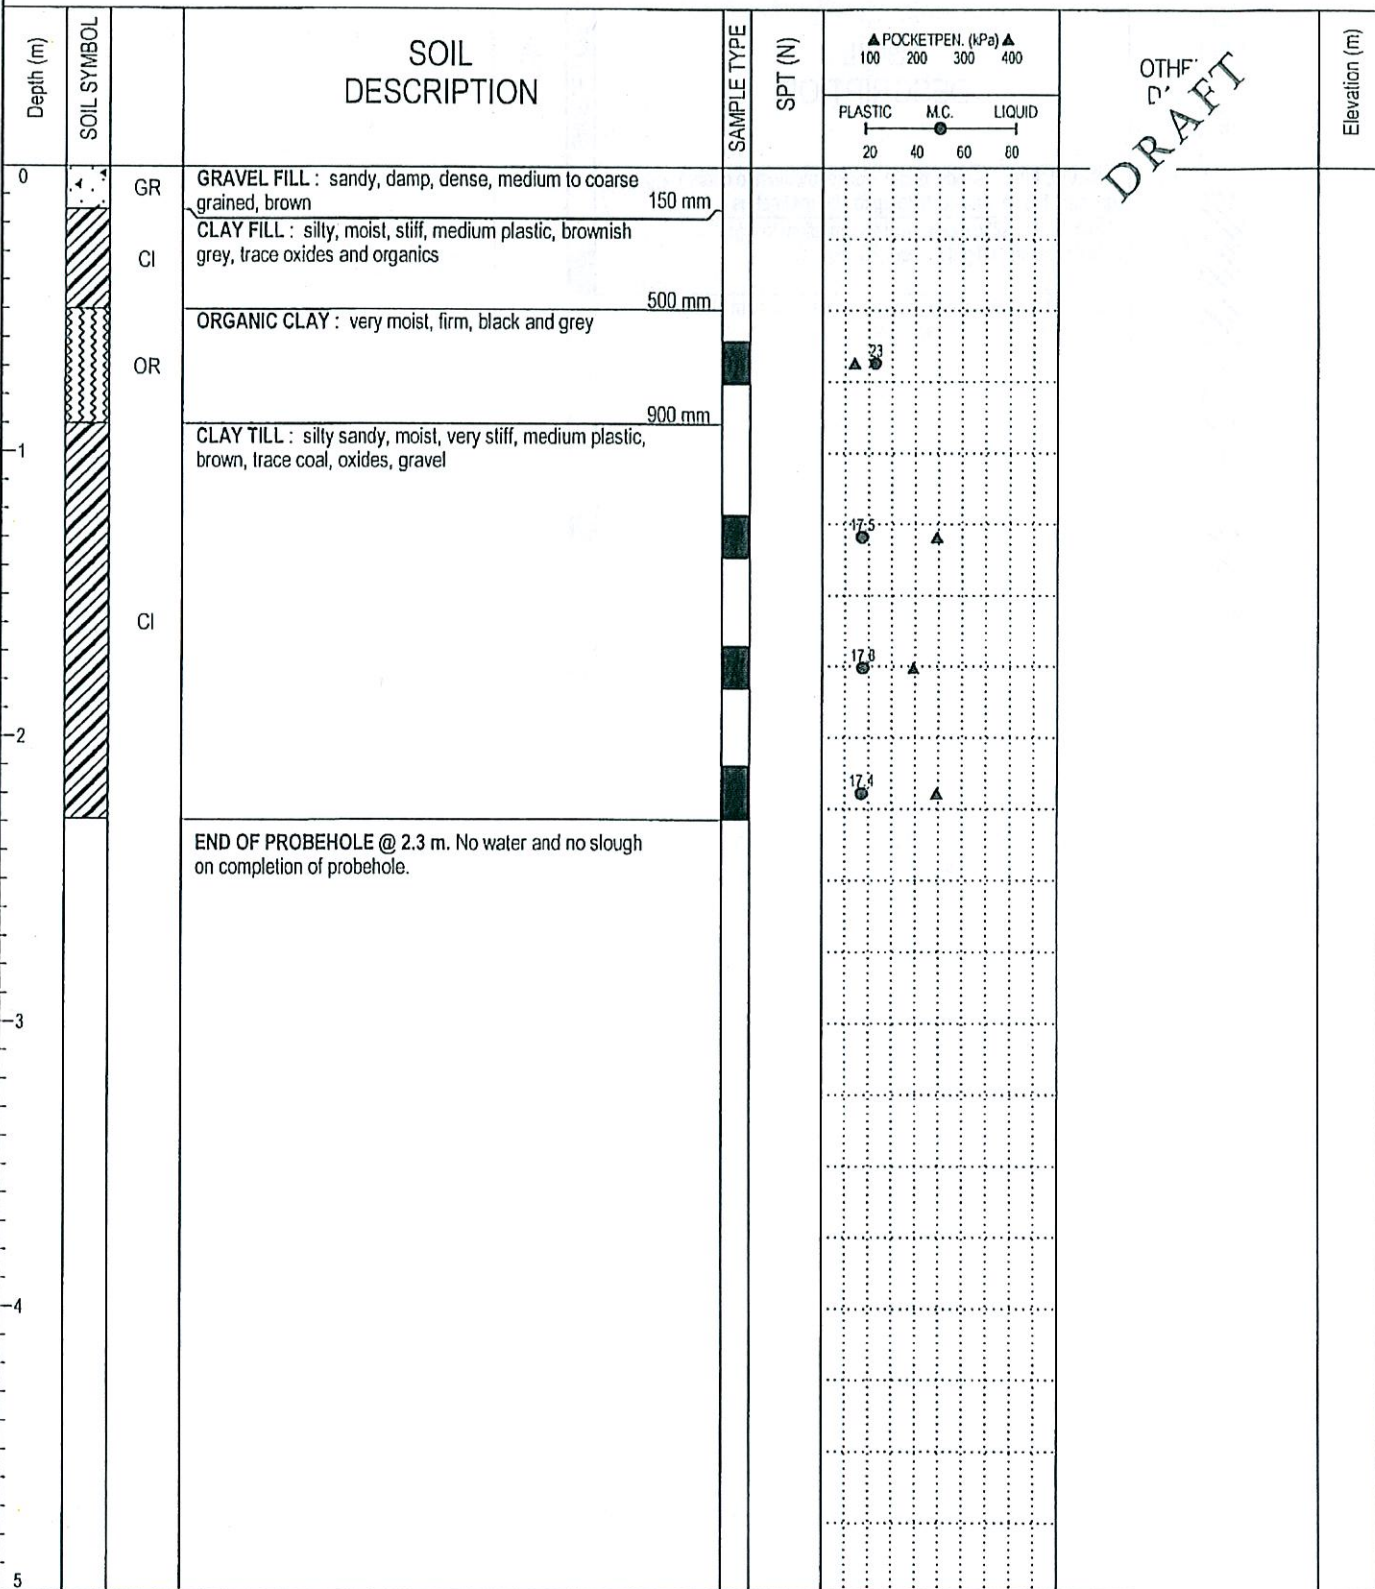 Depth (m)
SOIL SYMBOL
SOIL
DESCRIPTION
SAMPLE TYPE
SPT (N)
▲ POCKETPEN. (kPa) ▲
100 200 300 400
PLASTIC M.C. LIQUID
20 40 60 80
DRAFT
Elevation (m)
0
GR
GRAVEL FILL : sandy, damp, dense, medium to coarse
grained, brown 150 mm
CI
CLAY FILL : silty, moist, stiff, medium plastic, brownish
grey, trace oxides and organics
500 mm
ORGANIC CLAY : very moist, firm, black and grey
OR
23
900 mm
CLAY TILL : silty sandy, moist, very stiff, medium plastic,
brown, trace coal, oxides, gravel
1
17.5
CI
2
17.4
END OF PROBEHOLE @ 2.3 m. No water and no slough
on completion of probehole.
3
4
5